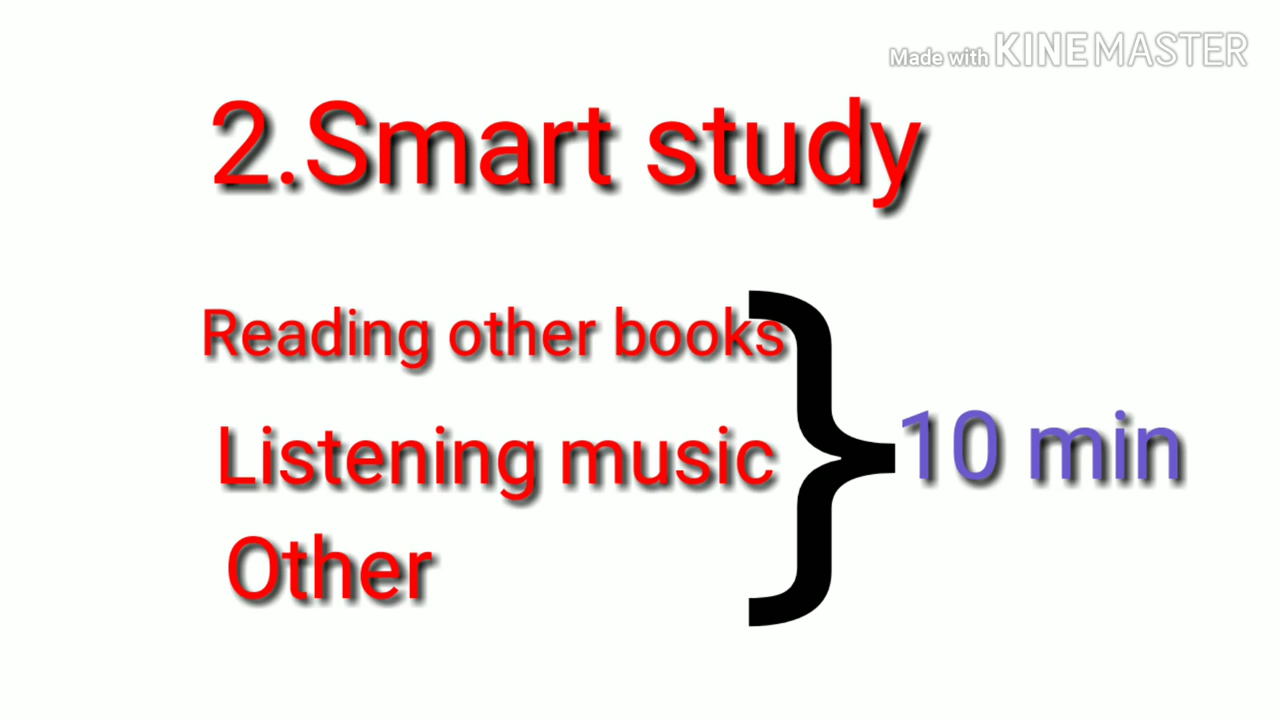 Made with KINEMASTER
2.Smart study
Reading other books
Listening music
Other
10 min